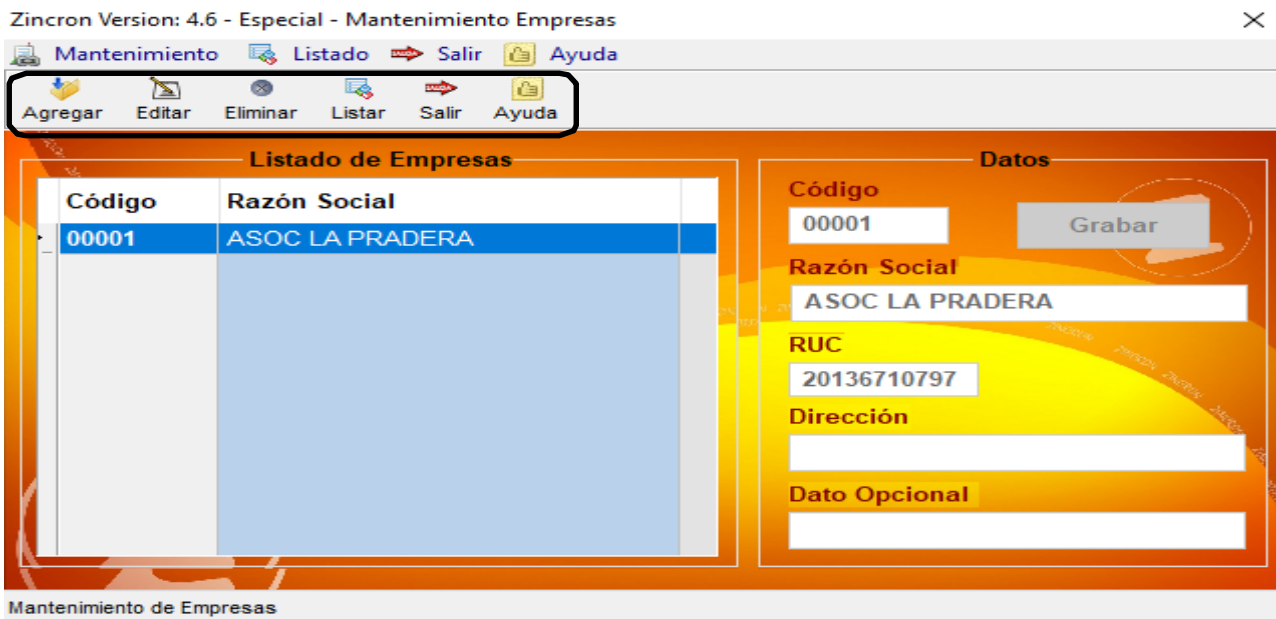 Zincron Version: 4.6 - Especial - Mantenimiento Empresas
Mantenimiento Listado Salir Ayuda
Agregar Editar Eliminar Listar Salir Ayuda
Listado de Empresas
Código Razón Social
00001 ASOC LA PRADERA
Datos
Código
00001 Grabar
Razón Social
ASOC LA PRADERA
RUC
20136710797
Dirección
Dato Opcional
Mantenimiento de Empresas